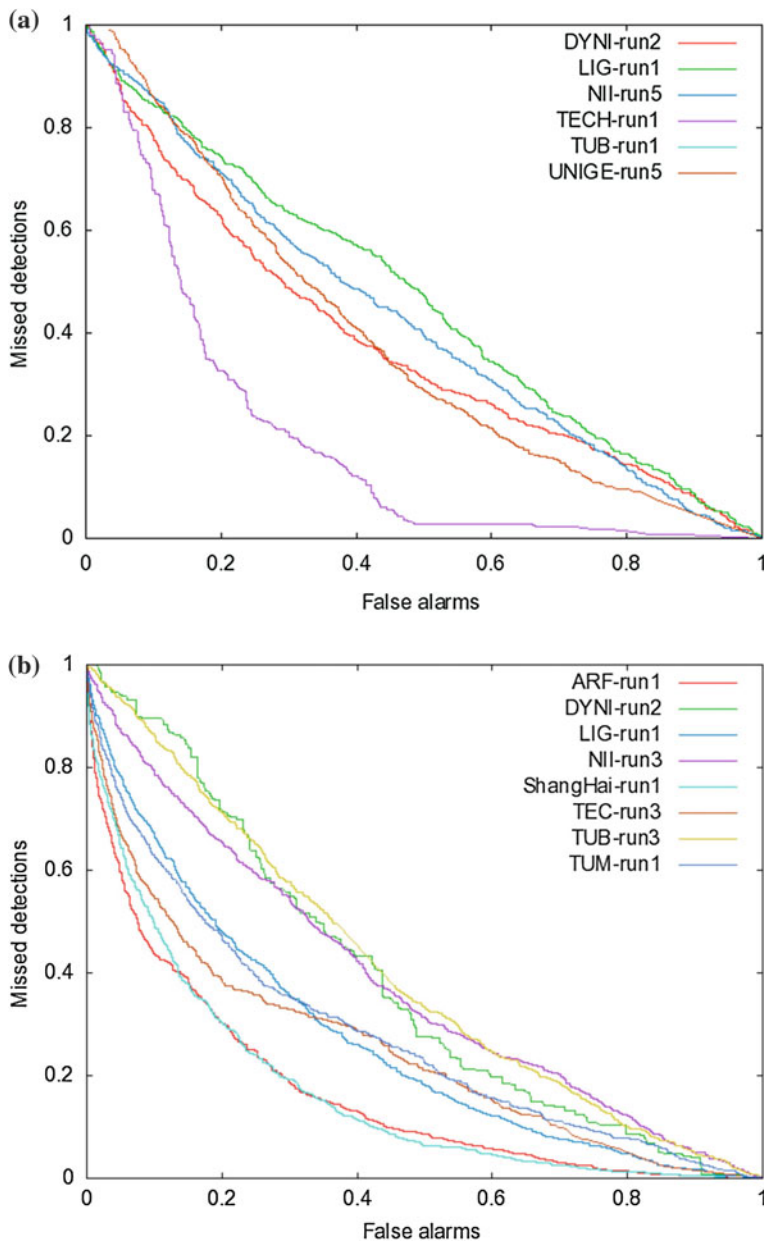 (a)
1
0.8
0.6
0.4
0.2
0
Missed detections
DYNI-run2
LIG-run1
NII-run5
TECH-run1
TUB-run1
UNIGE-run5
0 0.2 0.4 0.6 0.8 1
False alarms
(b)
1
0.8
0.6
0.4
0.2
0
Missed detections
ARF-run1
DYNI-run2
LIG-run1
NII-run3
ShangHai-run1
TEC-run3
TUB-run3
TUM-run1
0 0.2 0.4 0.6 0.8 1
False alarms